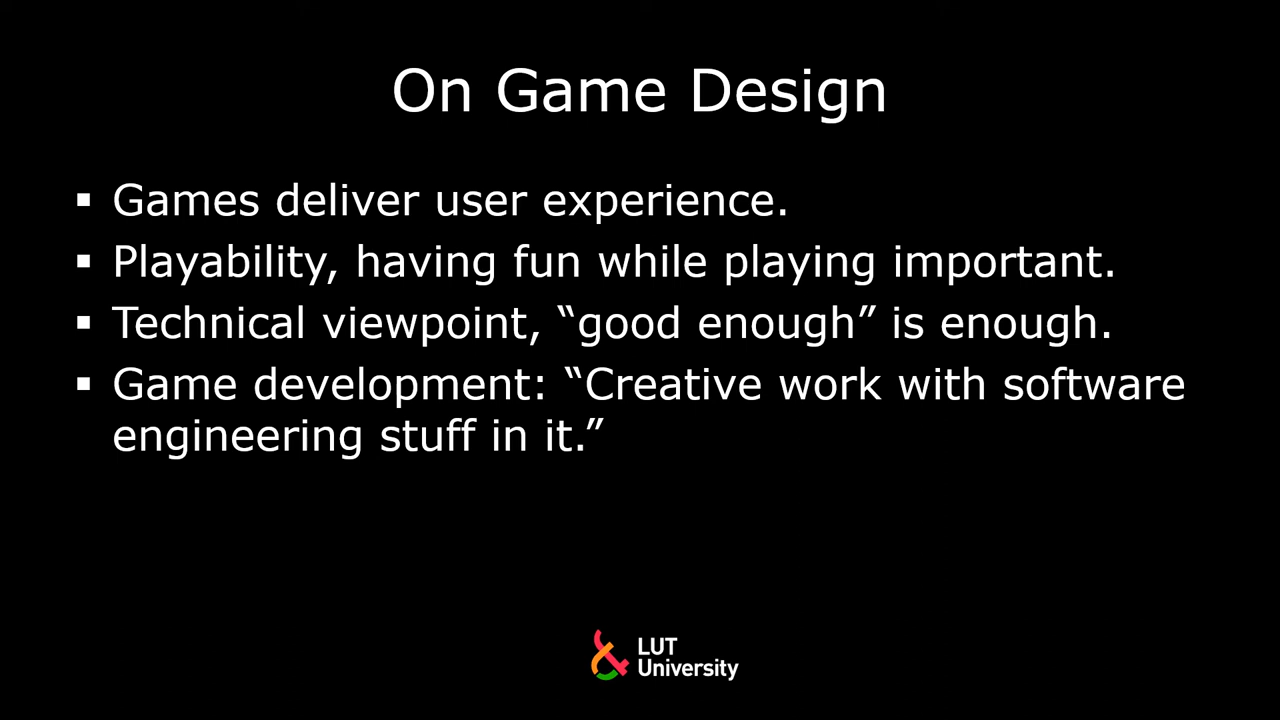 On Game Design
▪ Games deliver user experience.
▪ Playability, having fun while playing important.
▪ Technical viewpoint, “good enough” is enough.
▪ Game development: “Creative work with software
engineering stuff in it.”
LUT
University